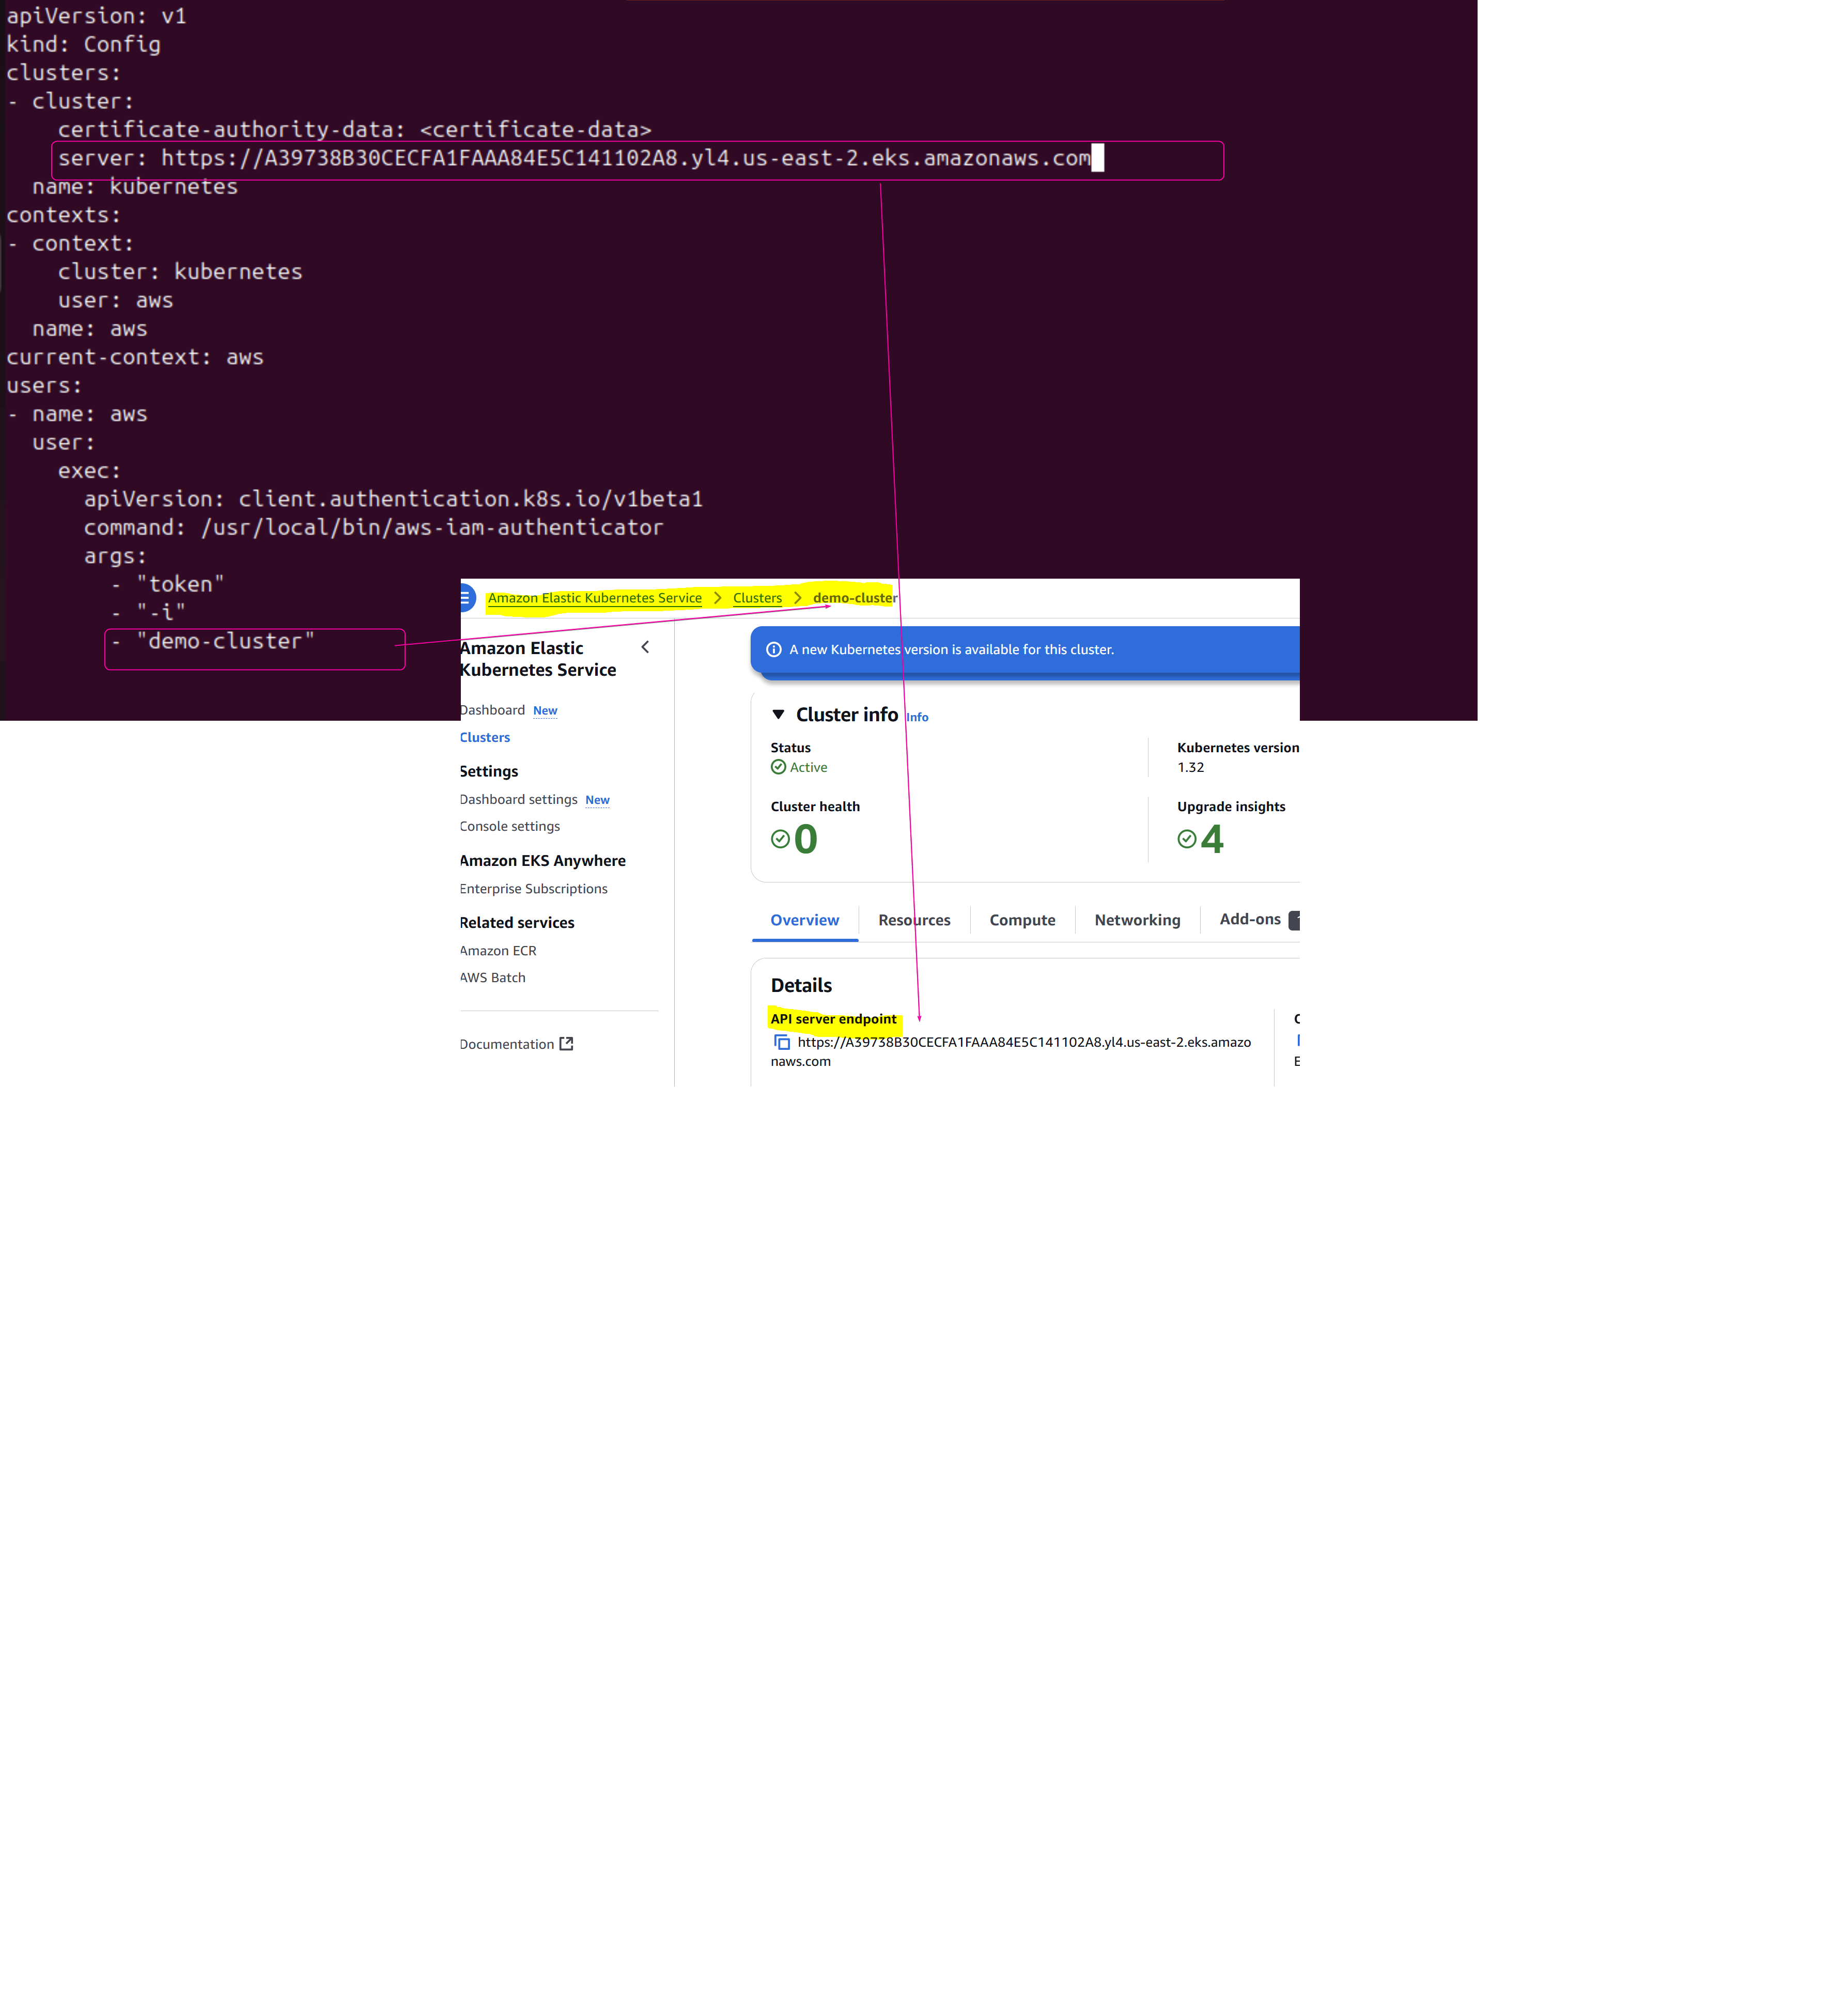 apiVersion: v1
kind: Config
clusters:
- cluster:
    certificate-authority-data: <certificate-data>
    server: https://A39738B30CECFA1FAAA84E5C141102A8.yl4.us-east-2.eks.amazonaws.com
  name: kubernetes
contexts:
- context:
    cluster: kubernetes
    user: aws
  name: aws
current-context: aws
users:
- name: aws
  user:
    exec:
      apiVersion: client.authentication.k8s.io/v1beta1
      command: /usr/local/bin/aws-iam-authenticator
      args:
        - "token"
        - "-i"
        - "demo-cluster"
Amazon Elastic Kubernetes Service > Clusters > demo-cluster
Amazon Elastic
Kubernetes Service
Dashboard New
Clusters
Settings
Dashboard settings New
Console settings
Amazon EKS Anywhere
Enterprise Subscriptions
Related services
Amazon ECR
AWS Batch
Documentation
A new Kubernetes version is available for this cluster.
Cluster info Info
Status
Active
Kubernetes version
1.32
Cluster health
0
Upgrade insights
4
Overview
Resources
Compute
Networking
Add-ons
Details
API server endpoint
https://A39738B30CECFA1FAAA84E5C141102A8.yl4.us-east-2.eks.amazo
naws.com